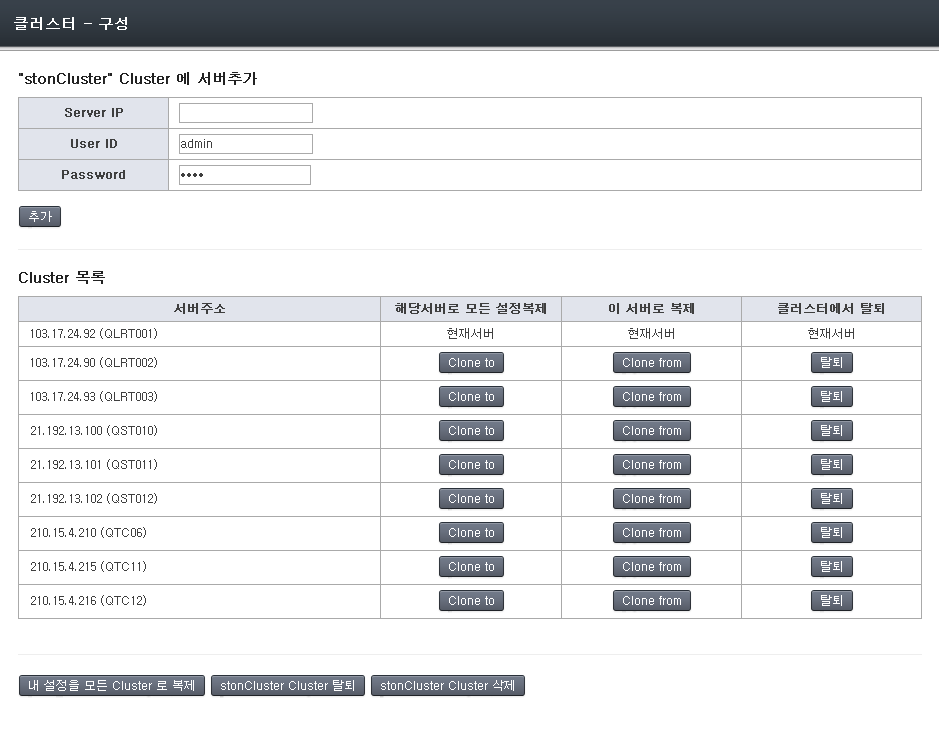 클러스터 - 구성
"stonCluster" Cluster 에 서버추가
Server IP
User ID admin
Password ••••
추가
Cluster 목록
서버주소 해당서버로 모든 설정복제 이 서버로 복제 클러스터에서 탈퇴
103.17.24.92 (QLRT001) 현재서버 현재서버 현재서버
103.17.24.90 (QLRT002) Clone to Clone from 탈퇴
103.17.24.93 (QLRT003) Clone to Clone from 탈퇴
21.192.13.100 (QST010) Clone to Clone from 탈퇴
21.192.13.101 (QST011) Clone to Clone from 탈퇴
21.192.13.102 (QST012) Clone to Clone from 탈퇴
210.15.4.210 (QTC06) Clone to Clone from 탈퇴
210.15.4.215 (QTC11) Clone to Clone from 탈퇴
210.15.4.216 (QTC12) Clone to Clone from 탈퇴
내 설정을 모든 Cluster 로 복제 stonCluster Cluster 탈퇴 stonCluster Cluster 삭제